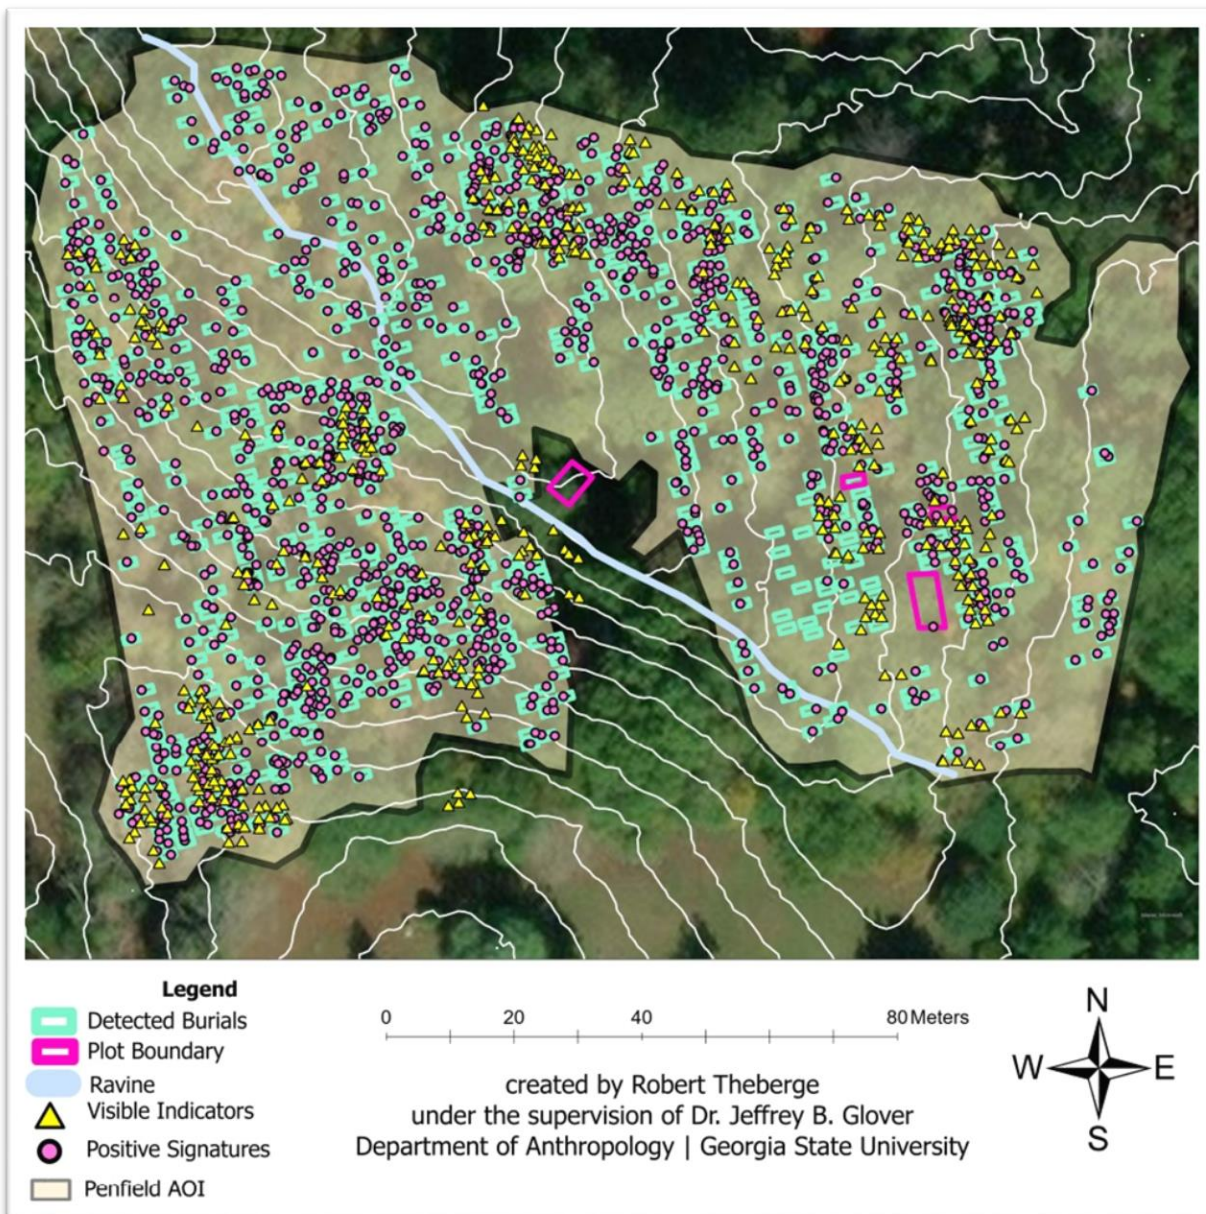 Legend
Detected Burials
Plot Boundary
Ravine
Visible Indicators
Positive Signatures
Penfield AOI
0 20 40 80 Meters
created by Robert Theberge
under the supervision of Dr. Jeffrey B. Glover
Department of Anthropology | Georgia State University
N
W E
S